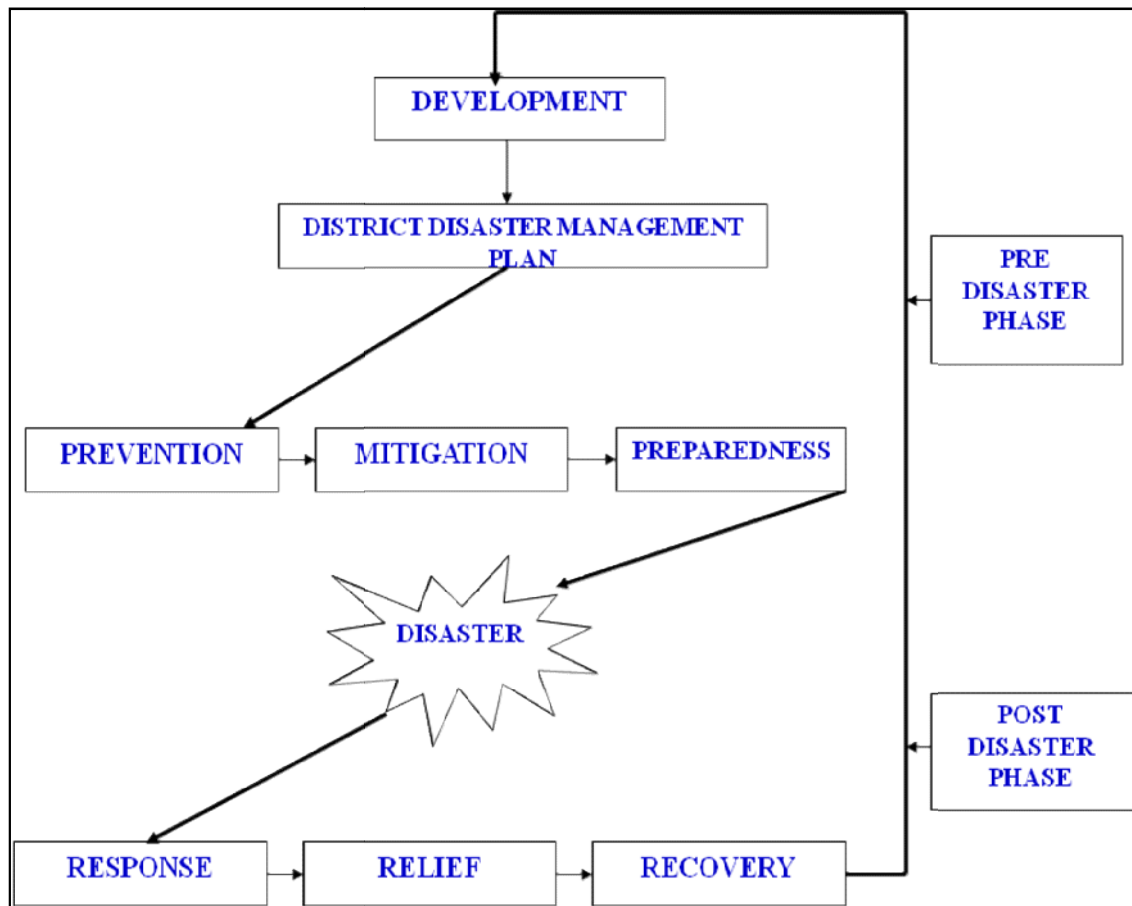 DEVELOPMENT
DISTRICT DISASTER MANAGEMENT
PLAN
PRE
DISASTER
PHASE
PREVENTION
MITIGATION
PREPAREDNESS
DISASTER
POST
DISASTER
PHASE
RESPONSE
RELIEF
RECOVERY